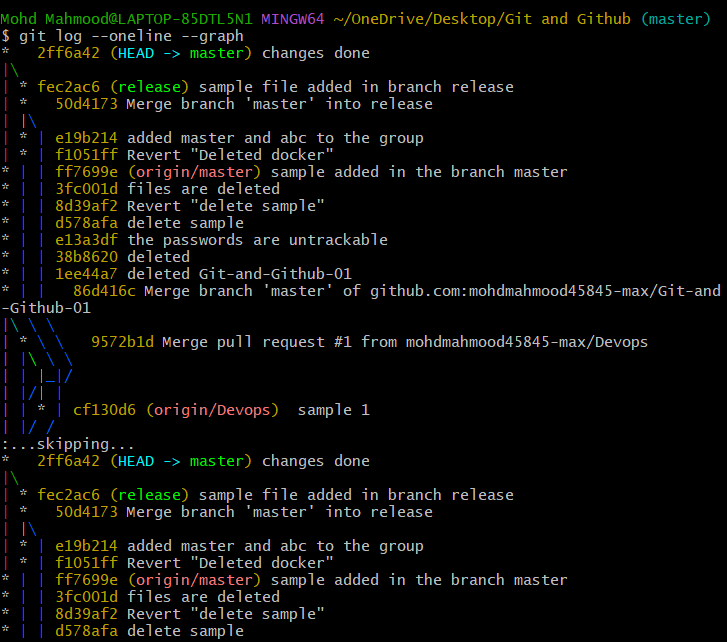 Mohd Mahmood@LAPTOP-85DTL5N1 MINGW64 ~/OneDrive/Desktop/Git and Github (master)
$ git log --oneline --graph
*   2ff6a42 (HEAD -> master) changes done
|\
| * fec2ac6 (release) sample file added in branch release
| *   50d4173 Merge branch 'master' into release
| |\
| * | e19b214 added master and abc to the group
| * | f1051ff Revert "Deleted docker"
* | | ff7699e (origin/master) sample added in the branch master
* | | 3fc001d files are deleted
* | | 8d39af2 Revert "delete sample"
* | | d578afa delete sample
* | | e13a3df the passwords are untrackable
* | | 38b8620 deleted
* | | 1ee44a7 deleted Git-and-Github-01
* | |   86d416c Merge branch 'master' of github.com:mohdmahmood45845-max/Git-and
-Github-01
|\ \ \
| * \ \   9572b1d Merge pull request #1 from mohdmahmood45845-max/Devops
| |\ \ \
| | |_|/
| |/| |
| | * | cf130d6 (origin/Devops)  sample 1
| |/ /
:...skipping...
*   2ff6a42 (HEAD -> master) changes done
|\
| * fec2ac6 (release) sample file added in branch release
| *   50d4173 Merge branch 'master' into release
| |\
| * | e19b214 added master and abc to the group
| * | f1051ff Revert "Deleted docker"
* | | ff7699e (origin/master) sample added in the branch master
* | | 3fc001d files are deleted
* | | 8d39af2 Revert "delete sample"
* | | d578afa delete sample